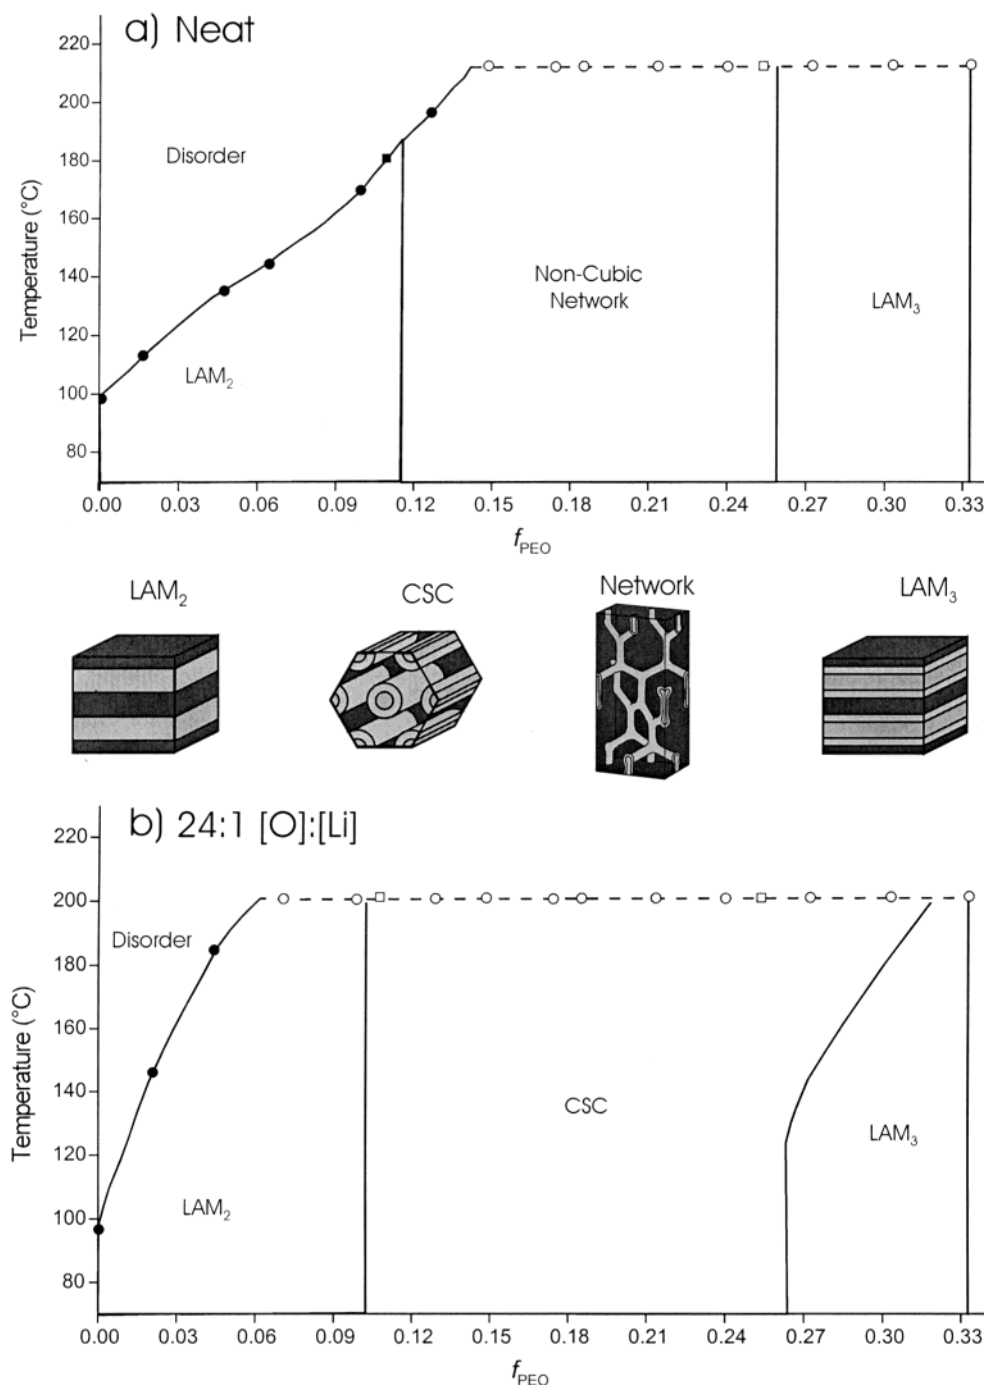 a) Neat
220
200
180
160
140
120
100
80
Temperature (°C)
Disorder
LAM₂
Non-Cubic
Network
LAM₃
0.00 0.03 0.06 0.09 0.12 0.15 0.18 0.21 0.24 0.27 0.30 0.33
fPEO
LAM₂ CSC Network LAM₃
b) 24:1 [O]:[Li]
220
200
180
160
140
120
100
80
Temperature (°C)
Disorder
LAM₂
CSC
LAM₃
0.00 0.03 0.06 0.09 0.12 0.15 0.18 0.21 0.24 0.27 0.30 0.33
fPEO